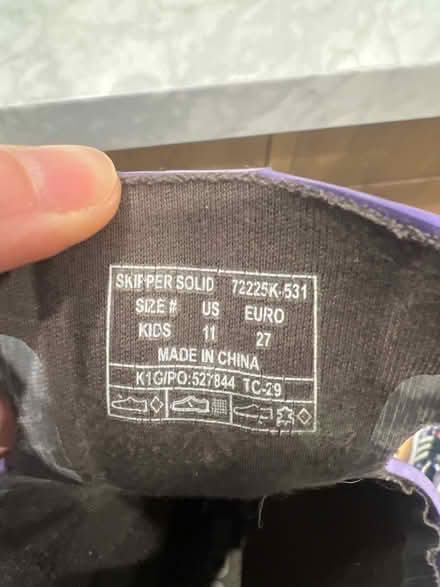 SKIPPER SOLID 72225K-531
SIZE # US EURO
KIDS 11 27
MADE IN CHINA
K1G/PO:527844 TC-29